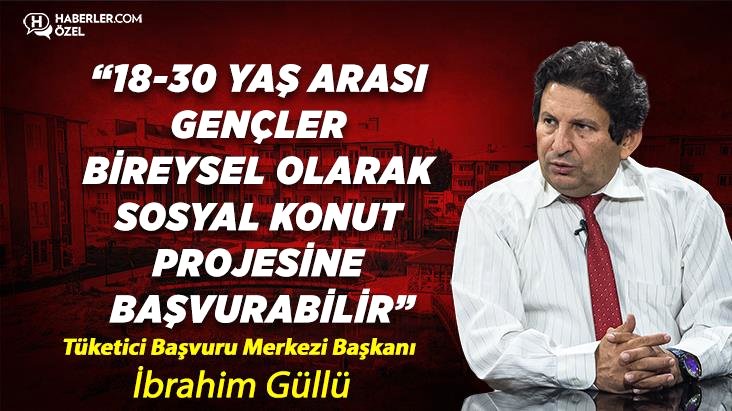 H
HABERLER.COM
ÖZEL
“18-30 YAŞ ARASI
GENÇLER
BİREYSEL OLARAK
SOSYAL KONUT
PROJESİNE
BAŞVURABİLİR”
Tüketici Başvuru Merkezi Başkanı
İbrahim Güllü